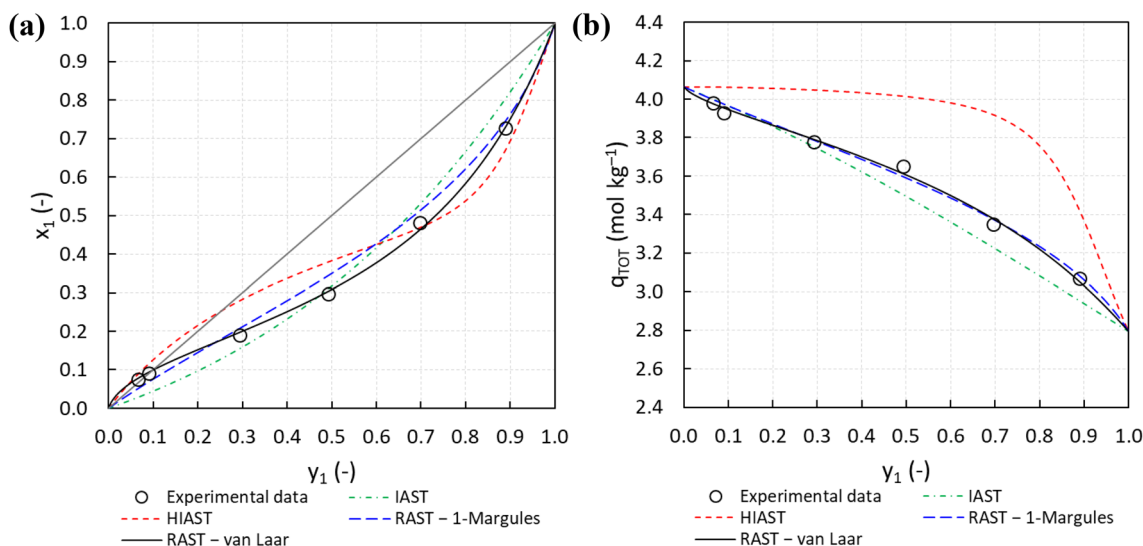 (a)
1.0
0.9
0.8
0.7
0.6
0.5
0.4
0.3
0.2
0.1
0.0
x₁ (-)
0.0 0.1 0.2 0.3 0.4 0.5 0.6 0.7 0.8 0.9 1.0
y₁ (-)
Experimental data IAST
HIAST RAST – 1-Margules
RAST – van Laar
(b)
4.4
4.2
4.0
3.8
3.6
3.4
3.2
3.0
2.8
2.6
2.4
q_TOT (mol kg⁻¹)
0.0 0.1 0.2 0.3 0.4 0.5 0.6 0.7 0.8 0.9 1.0
y₁ (-)
Experimental data IAST
HIAST RAST – 1-Margules
RAST – van Laar